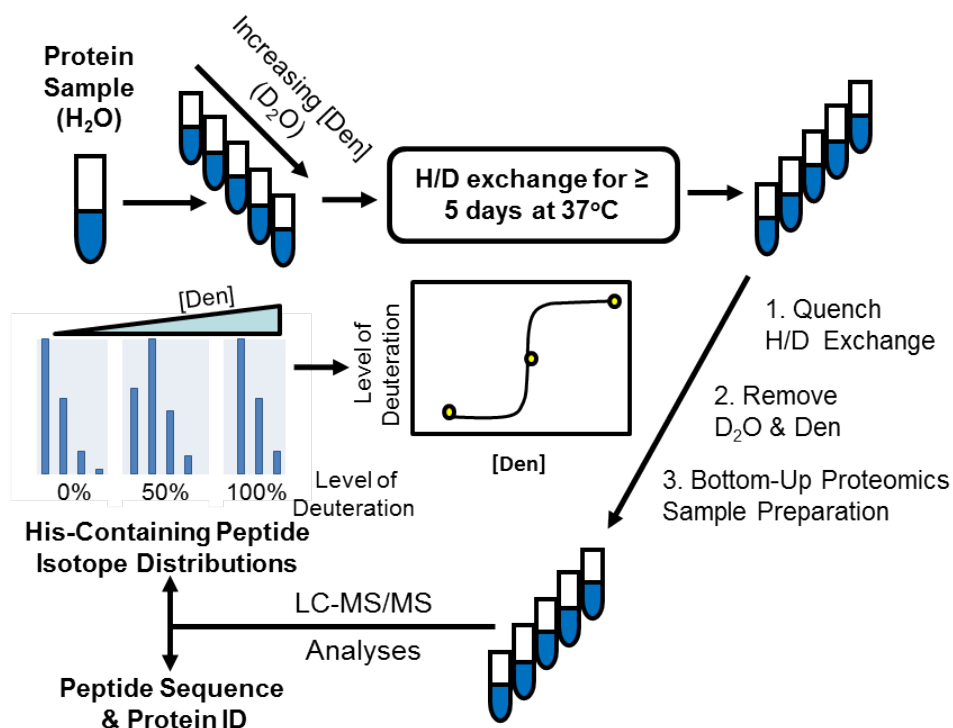 Protein
Sample
(H₂O)
Increasing [Den]
(D₂O)
H/D exchange for ≥
5 days at 37°C
1. Quench
H/D Exchange
2. Remove
D₂O & Den
3. Bottom-Up Proteomics
Sample Preparation
[Den]
0%
50%
100%
Level of
Deuteration
His-Containing Peptide
Isotope Distributions
Level of
Deuteration
[Den]
LC-MS/MS
Analyses
Peptide Sequence
& Protein ID